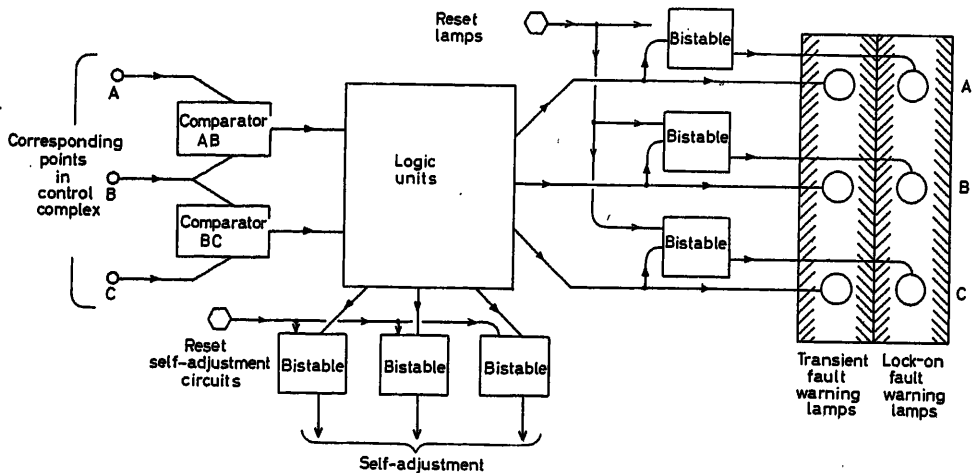 Reset
lamps
Bistable
A
Comparator
AB
Corresponding
points
in
control
complex
B
Comparator
BC
C
Logic
units
Bistable
Bistable
A
B
C
Reset
self-adjustment
circuits
Bistable
Bistable
Bistable
Self-adjustment
Transient
fault
warning
lamps
Lock-on
fault
warning
lamps